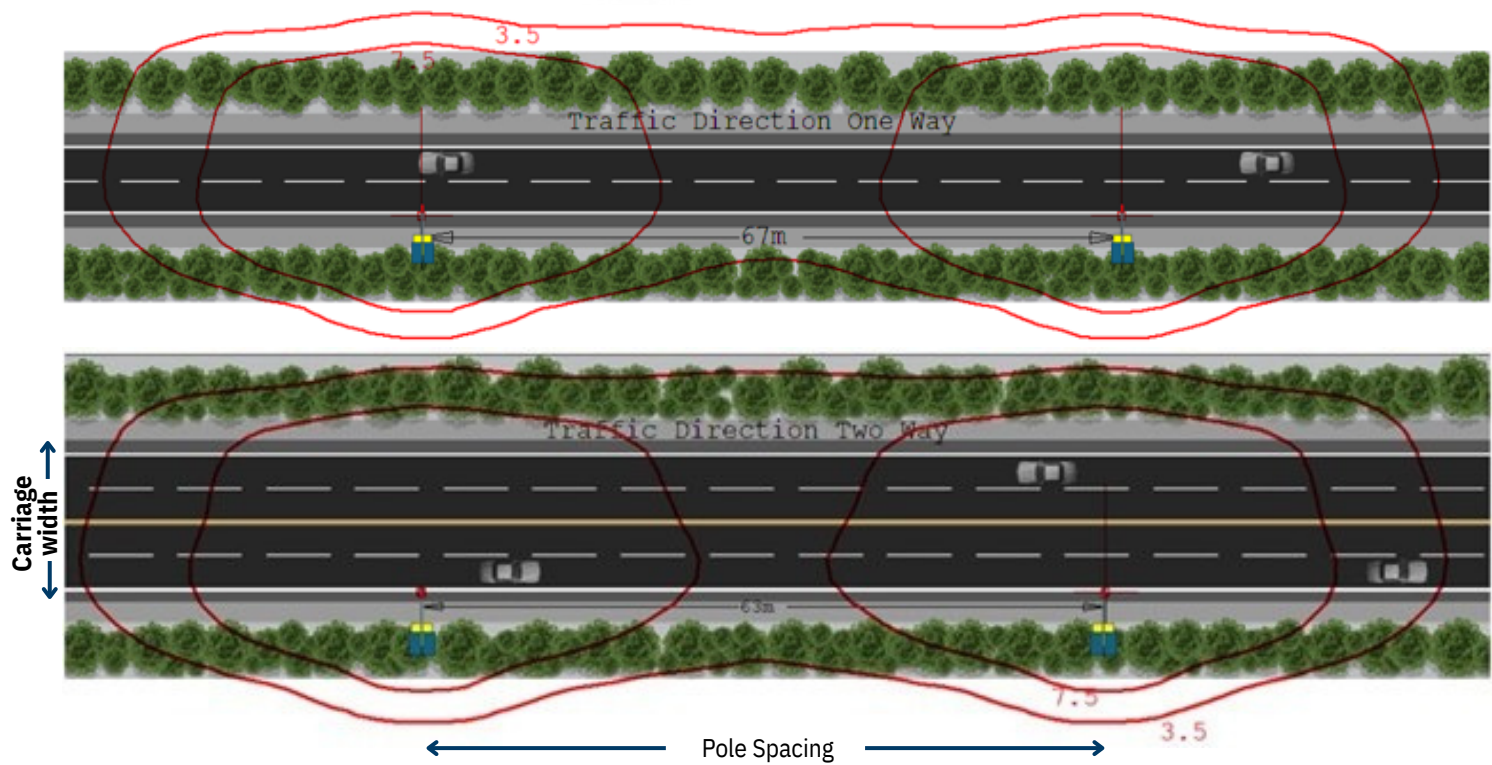 3.5
7.5
Traffic Direction One Way
67m
Traffic Direction Two Way
Carriage
width
63m
7.5
3.5
Pole Spacing